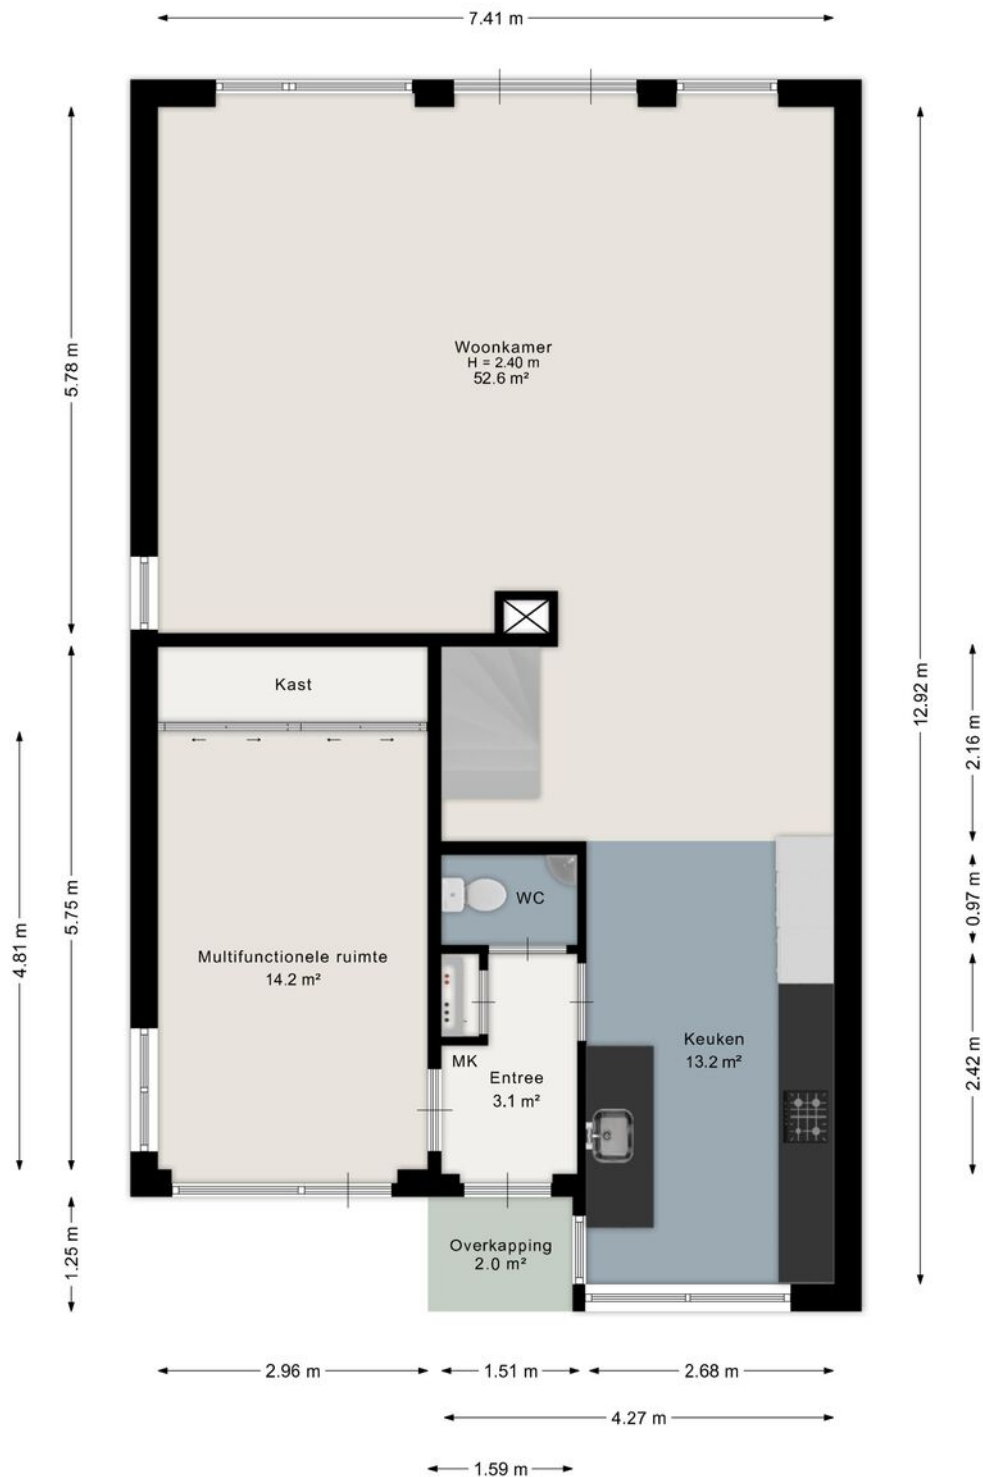 7.41 m
5.78 m
Woonkamer
H = 2.40 m
52.6 m²
12.92 m
Kast
2.16 m
5.75 m
4.81 m
0.97 m
WC
Multifunctionele ruimte
14.2 m²
2.42 m
Keuken
13.2 m²
MK
Entree
3.1 m²
1.25 m
Overkapping
2.0 m²
2.96 m
1.51 m
2.68 m
4.27 m
1.59 m